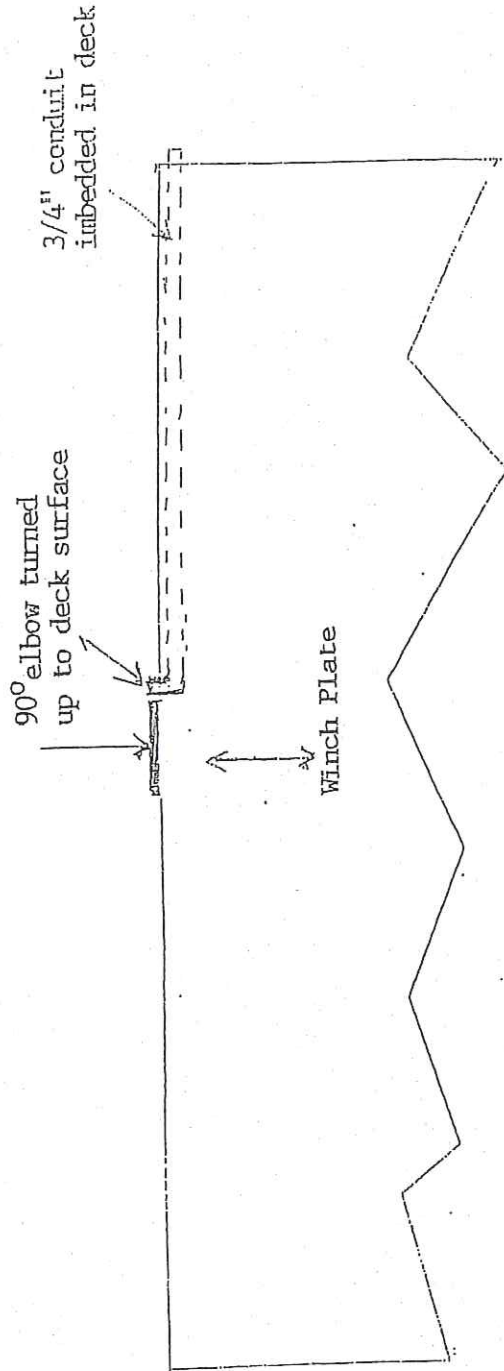 3/4" conduit
imbedded in deck
90° elbow turned
up to deck surface
Winch Plate